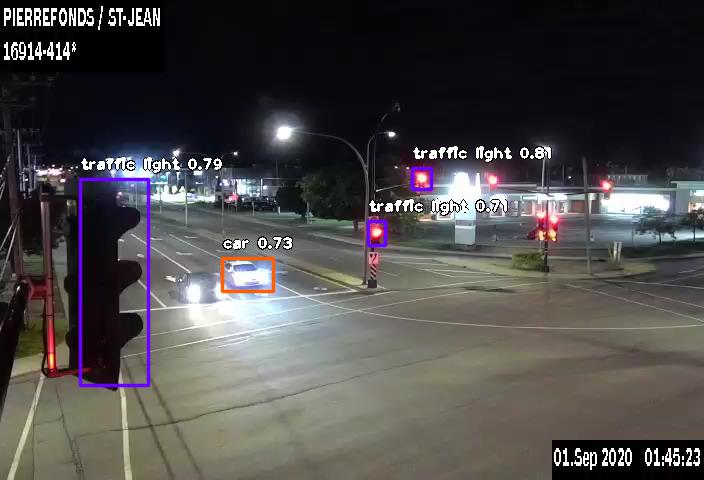 PIERREFONDS / ST-JEAN
16914-414*
traffic light 0.81
traffic light 0.79
traffic light 0.71
car 0.73
01.Sep 2020 01:45:23